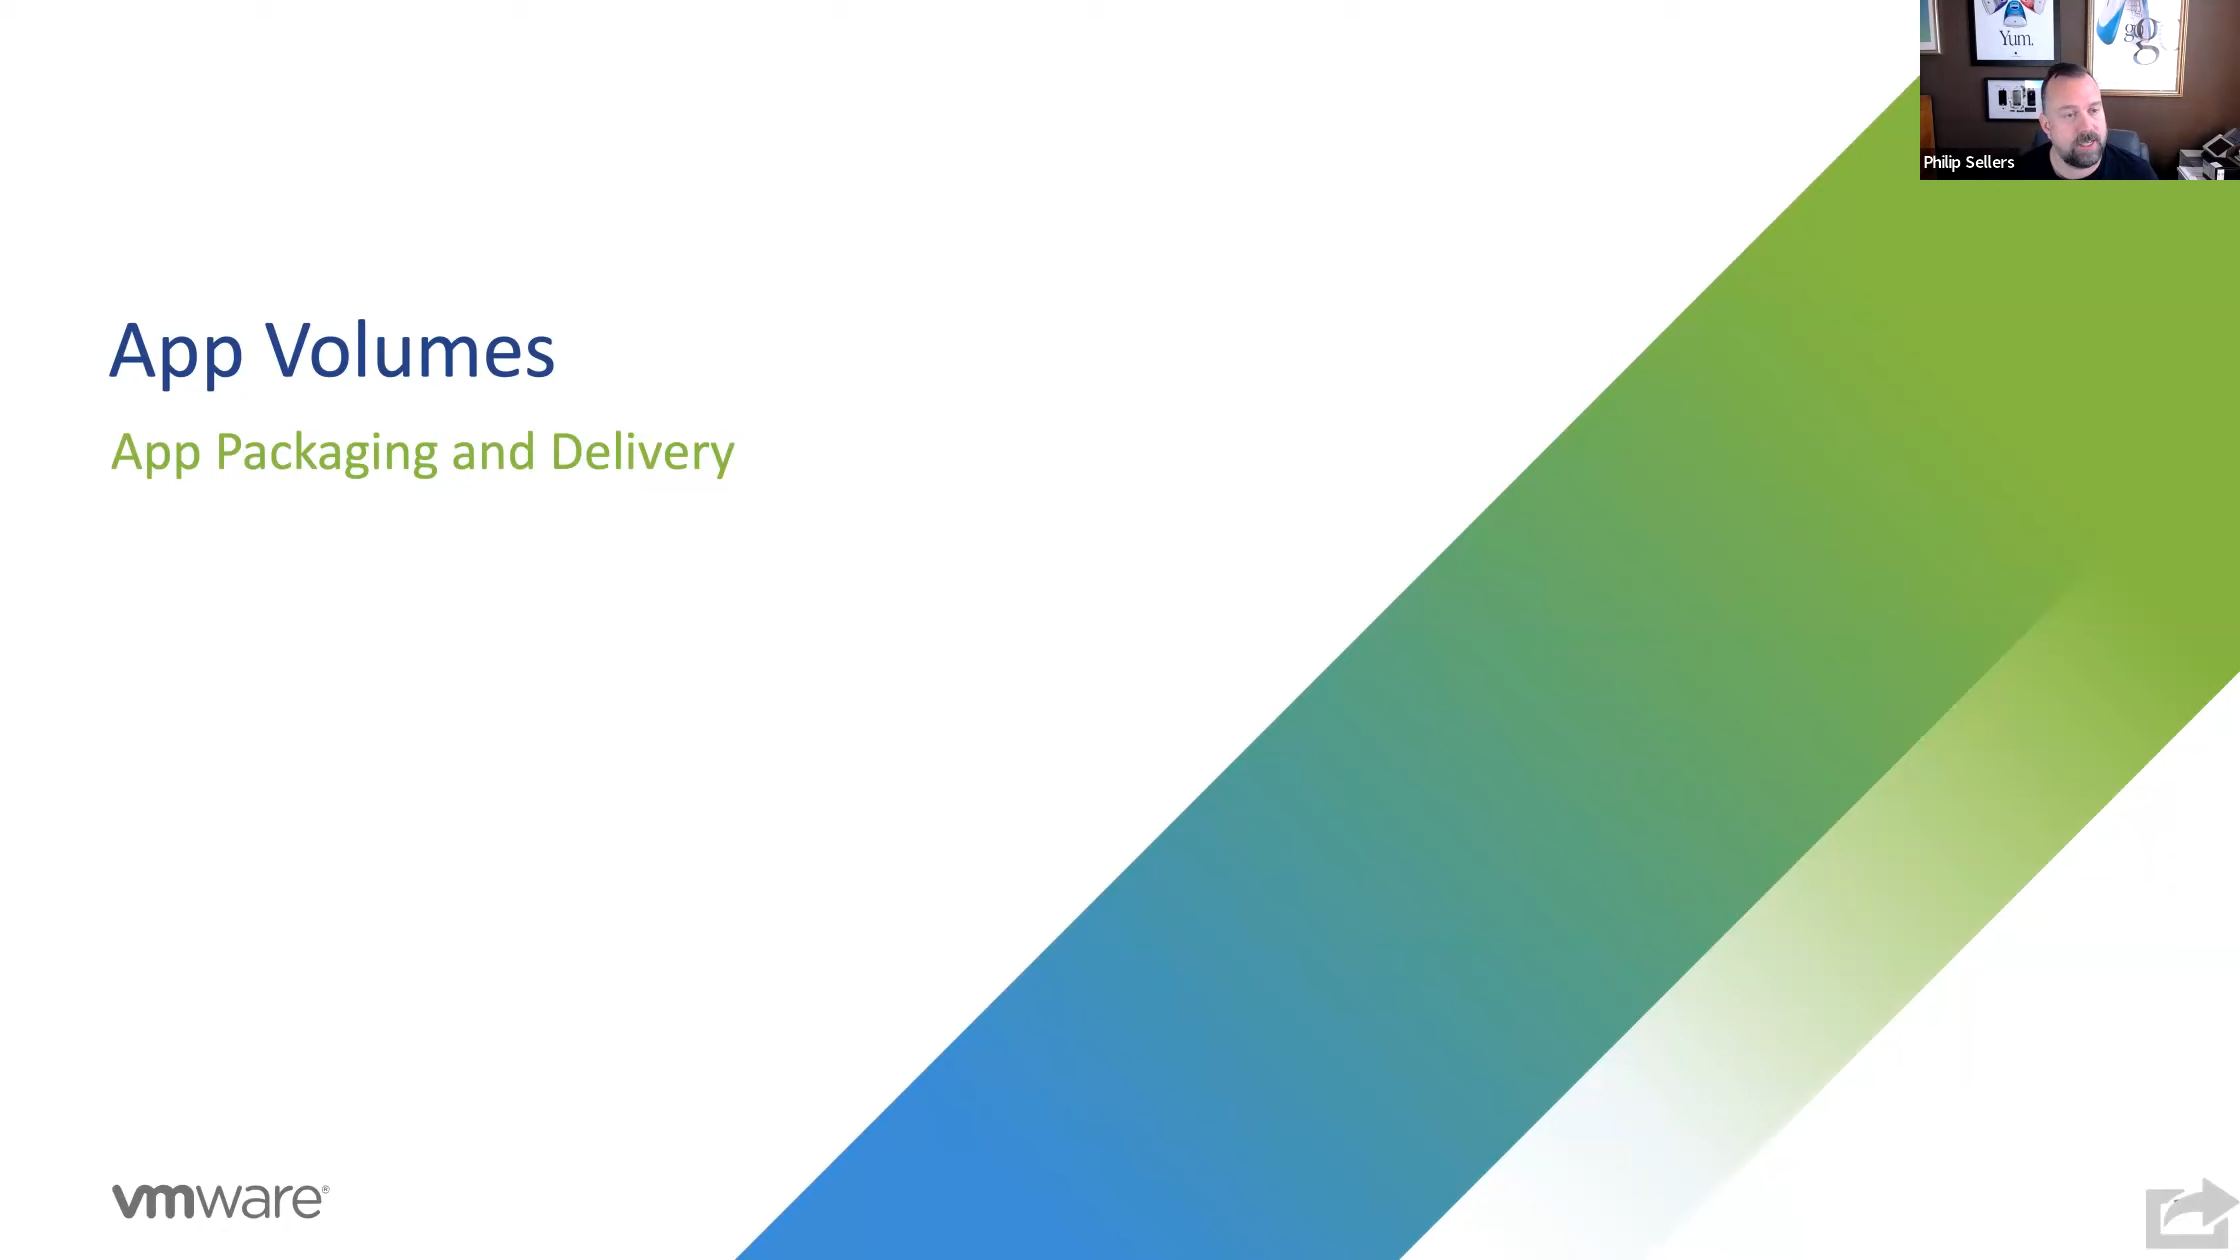 App Volumes
App Packaging and Delivery
vmware®
Yum.
Philip Sellers